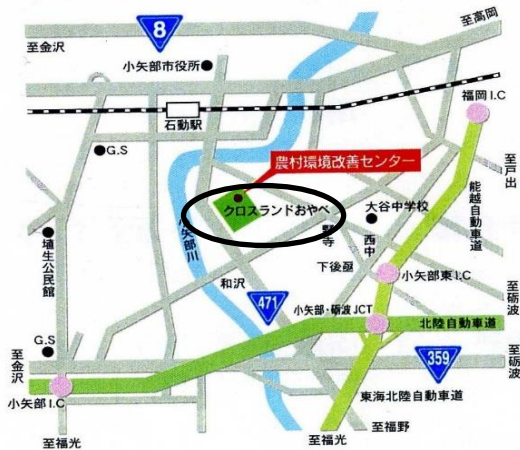 至高岡
至金沢
8
小矢部市役所
福岡I.C
石動駅
G.S
農村環境改善センター
至戸出
クロスランドおやべ
大谷中学校
能越自動車道
小矢部川
埴生公民館
西中
下後亟
小矢部東I.C
至砺波
和沢
471
小矢部・砺波JCT
北陸自動車道
G.S
至金沢
359
至砺波
小矢部I.C
東海北陸自動車道
至福野
至福光
至福光